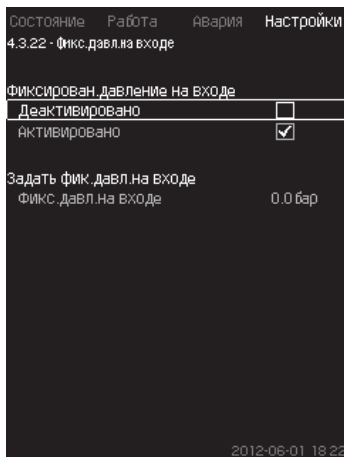 Состояние Работа Авария Настройки
4.3.22 - Фикс.давл.на входе
Фиксирован.давление на входе
Деактивировано
Активировано
Задать фик.давл.на входе
Фикс.давл.на входе 0.0 бар
2012-06-01 18:22